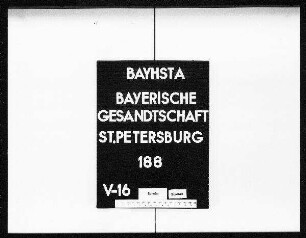 BAYHSTA
BAYERISCHE
GESANDTSCHAFT
ST. PETERSBURG
188
V-16